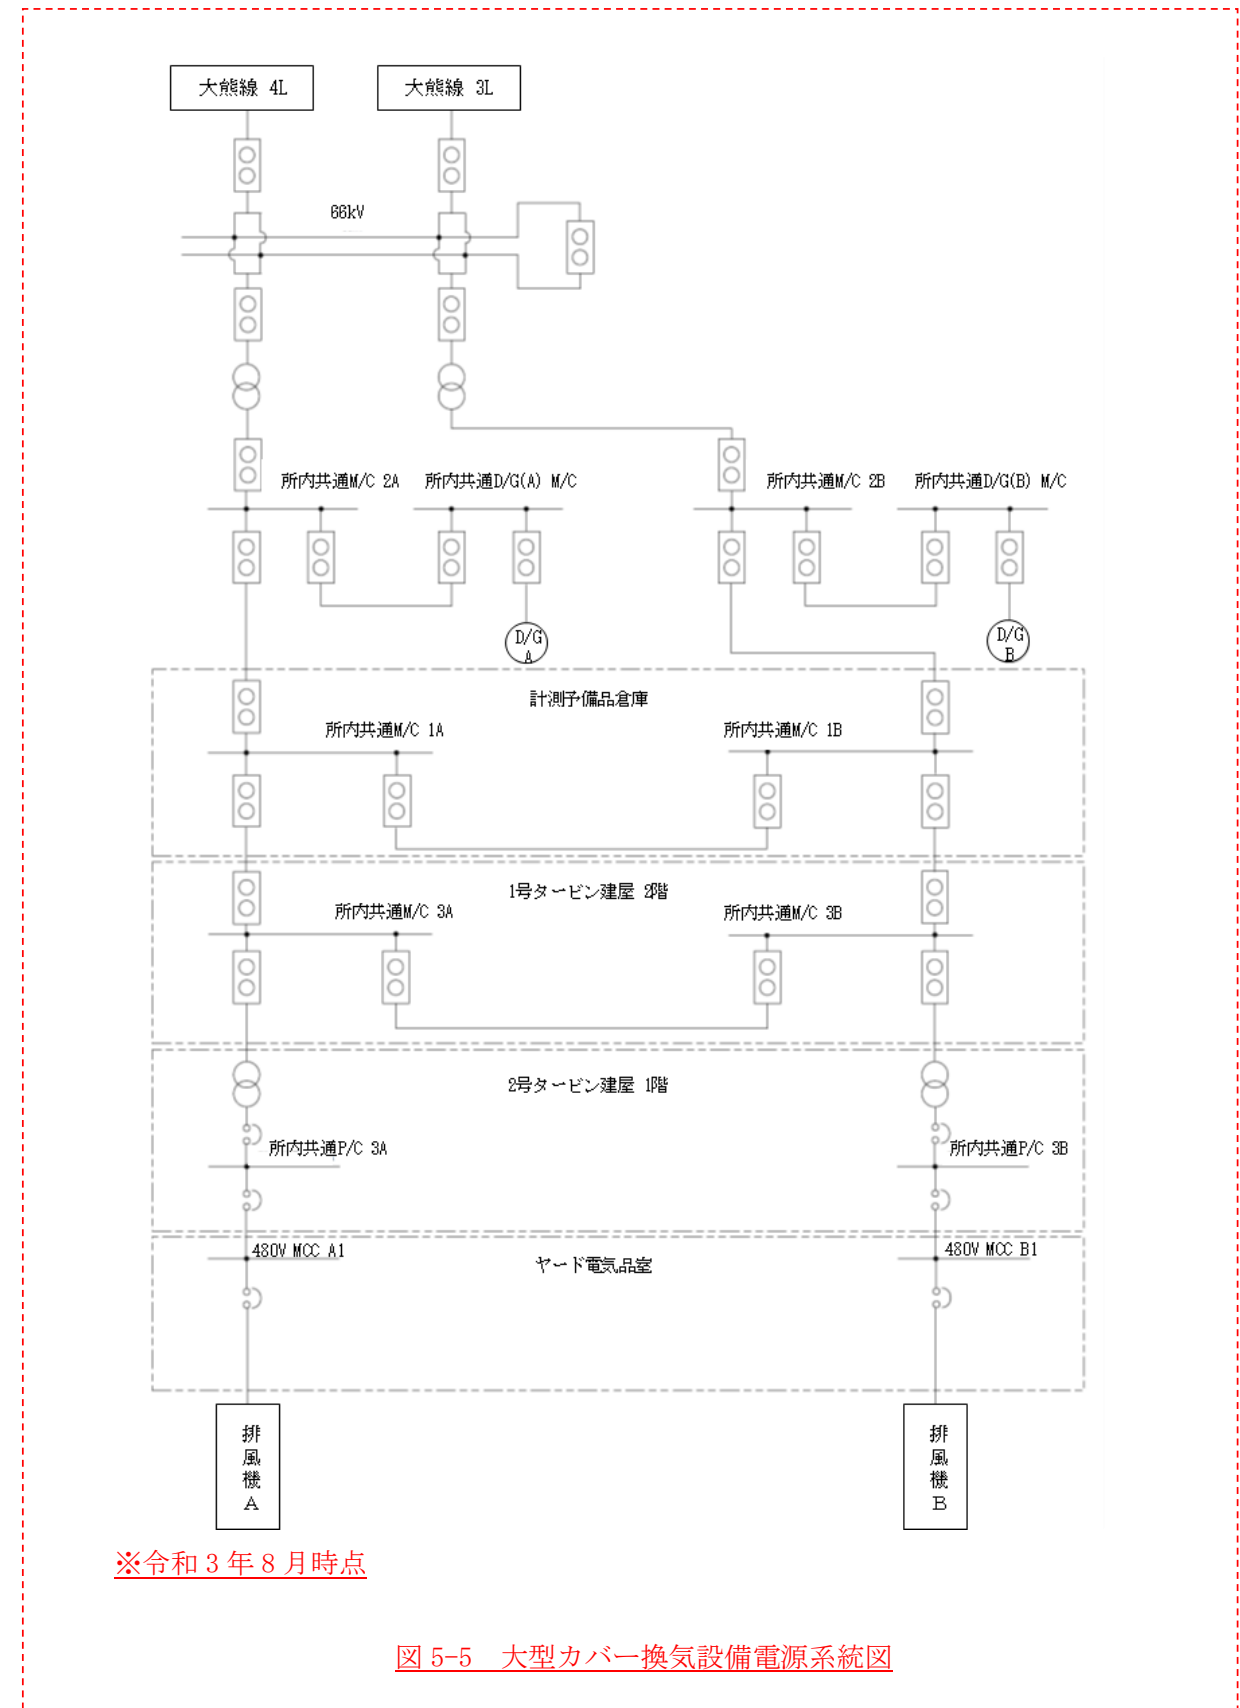 大熊線 4L
大熊線 3L
66kV
所内共通M/C 2A
所内共通D/G(A) M/C
所内共通M/C 2B
所内共通D/G(B) M/C
D/G
A
D/G
B
計測予備品倉庫
所内共通M/C 1A
所内共通M/C 1B
1号タービン建屋 2階
所内共通M/C 3A
所内共通M/C 3B
2号タービン建屋 1階
所内共通P/C 3A
所内共通P/C 3B
480V MCC A1
480V MCC B1
ヤード電気品室
排
風
機
A
排
風
機
B
※令和3年8月時点
図 5-5　大型カバー換気設備電源系統図